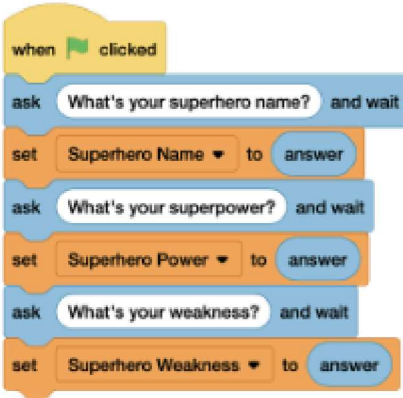 when clicked
ask What's your superhero name? and wait
set Superhero Name to answer
ask What's your superpower? and wait
set Superhero Power to answer
ask What's your weakness? and wait
set Superhero Weakness to answer